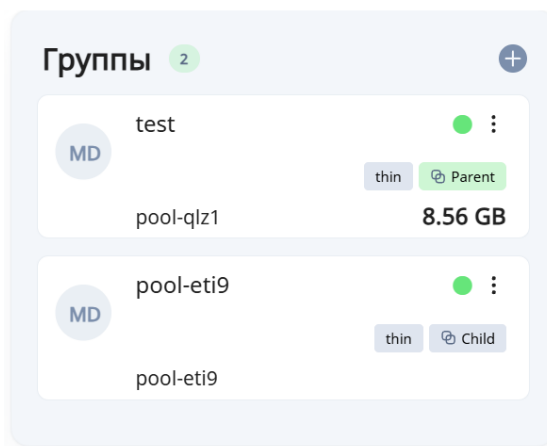 Группы 2
test
MD
thin Parent
pool-qlz1 8.56 GB
pool-eti9
MD
thin Child
pool-eti9